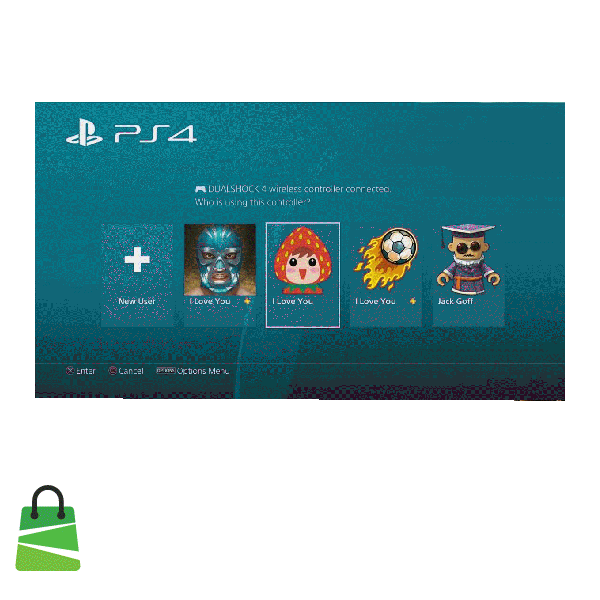 PS4
DUALSHOCK 4 wireless controller connected.
Who is using this controller?
New User
I Love You
I Love You
I Love You
Jack Goff
Enter
Cancel
OPTIONS Options Menu